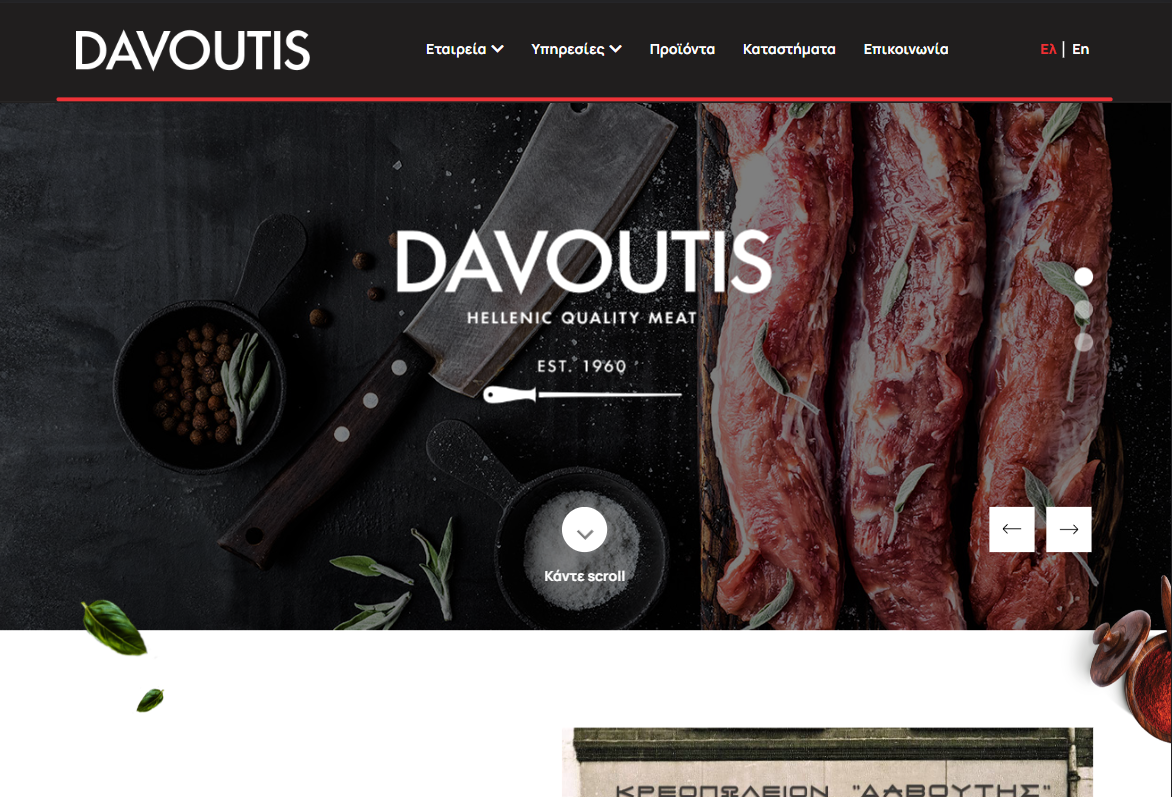 DAVOUTIS
Εταιρεία Υπηρεσίες Προϊόντα Καταστήματα Επικοινωνία Ελ | En
DAVOUTIS
HELLENIC QUALITY MEAT
EST. 1960
Κάντε scroll
ΚΡΕΟΠΩΛΕΙΟΝ "ΔΑΒΟΥΤΗΣ"